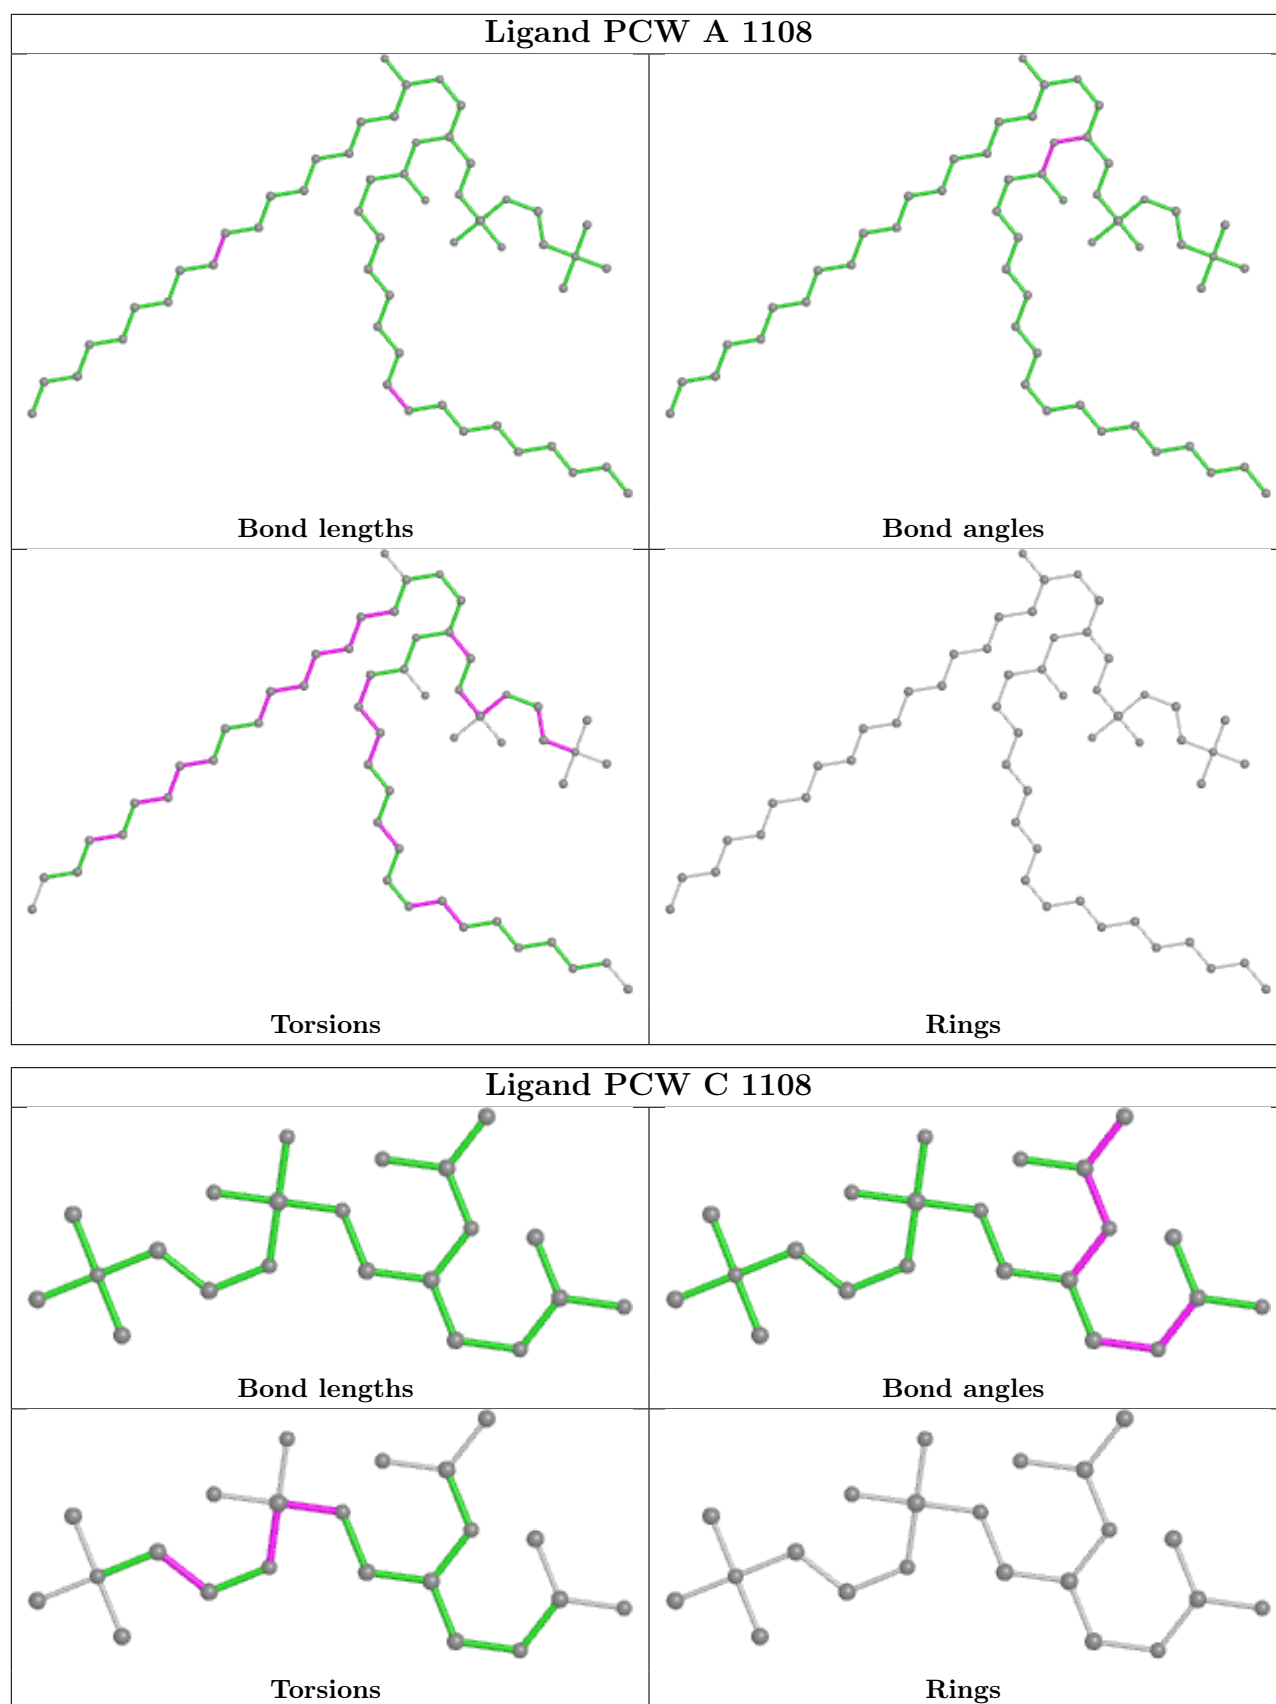 Ligand PCW A 1108
Bond lengths
Bond angles
Torsions
Rings
Ligand PCW C 1108
Bond lengths
Bond angles
Torsions
Rings